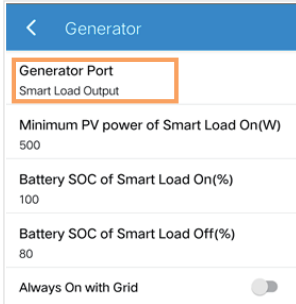 Generator
Generator Port
Smart Load Output
Minimum PV power of Smart Load On(W)
500
Battery SOC of Smart Load On(%)
100
Battery SOC of Smart Load Off(%)
80
Always On with Grid